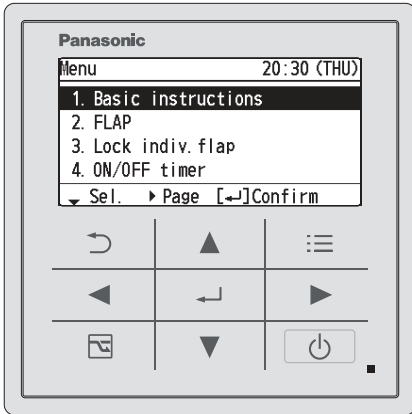 Panasonic
Menu 20:30 (THU)
1. Basic instructions
2. FLAP
3. Lock indiv.flap
4. ON/OFF timer
Sel. Page [↵]Confirm